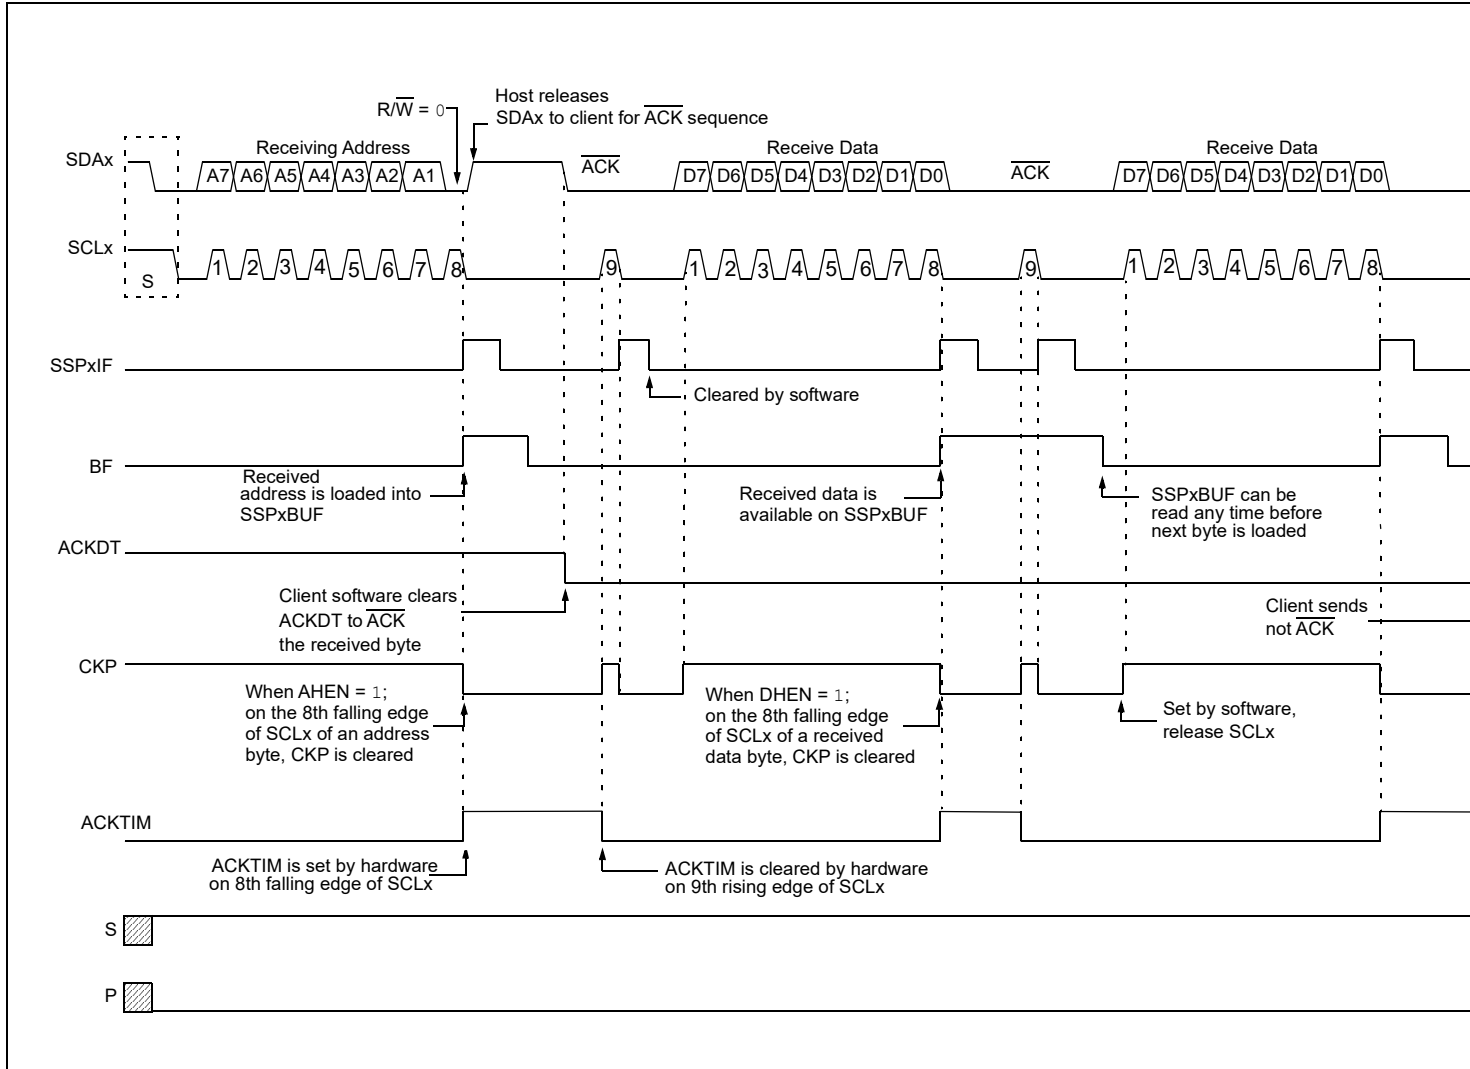 R/W = 0
Host releases
SDAx to client for ACK sequence
SDAx
Receiving Address
ACK
Receive Data
ACK
Receive Data
A7 A6 A5 A4 A3 A2 A1
D7 D6 D5 D4 D3 D2 D1 D0
D7 D6 D5 D4 D3 D2 D1 D0
SCLx
S
1 2 3 4 5 6 7 8 9 1 2 3 4 5 6 7 8 9 1 2 3 4 5 6 7 8
SSPxIF
Cleared by software
BF
Received
address is loaded into
SSPxBUF
Received data is
available on SSPxBUF
SSPxBUF can be
read any time before
next byte is loaded
ACKDT
Client software clears
ACKDT to ACK
the received byte
Client sends
not ACK
CKP
When AHEN = 1;
on the 8th falling edge
of SCLx of an address
byte, CKP is cleared
When DHEN = 1;
on the 8th falling edge
of SCLx of a received
data byte, CKP is cleared
Set by software,
release SCLx
ACKTIM
ACKTIM is set by hardware
on 8th falling edge of SCLx
ACKTIM is cleared by hardware
on 9th rising edge of SCLx
S
P